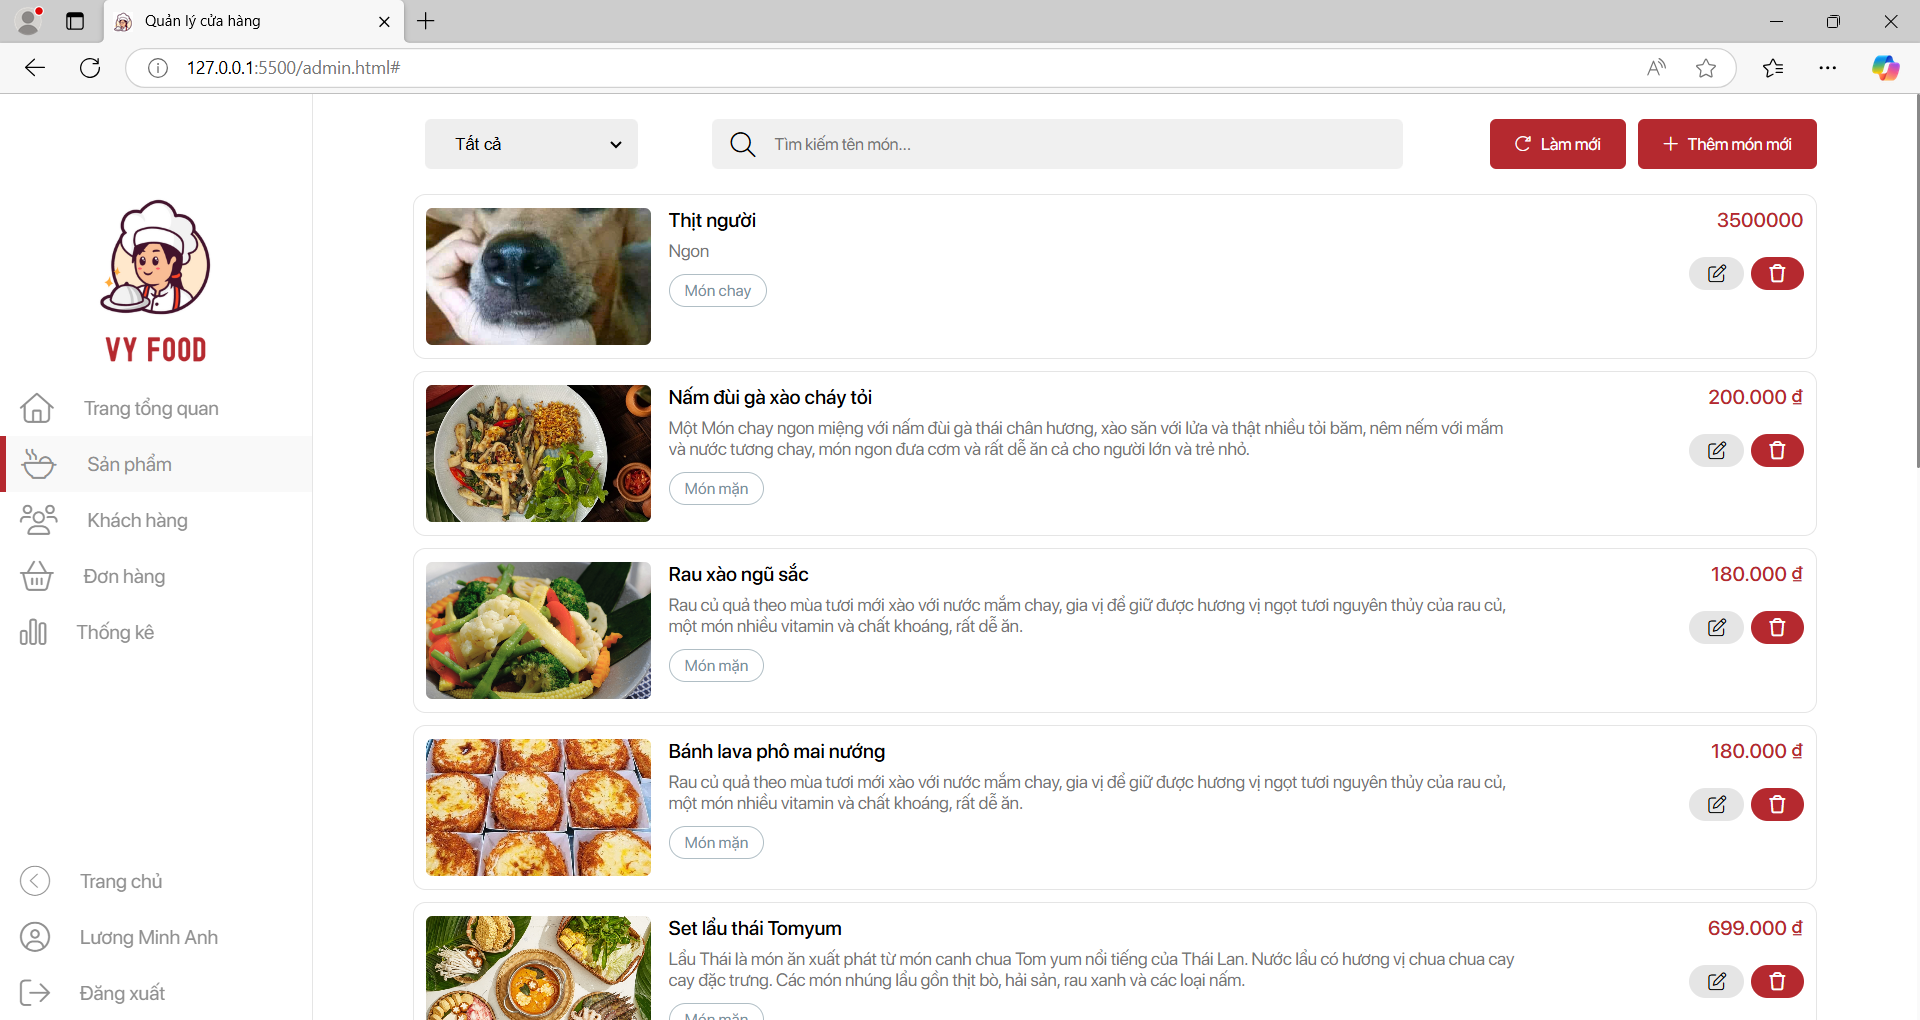 Quản lý cửa hàng
127.0.0.1:5500/admin.html#
VY FOOD
Trang tổng quan
Sản phẩm
Khách hàng
Đơn hàng
Thống kê
Trang chủ
Lương Minh Anh
Đăng xuất
Tất cả
Tìm kiếm tên món...
Làm mới
Thêm món mới
Thịt người
3500000
Ngon
Món chay
Nấm đùi gà xào cháy tỏi
200.000 ₫
Một Món chay ngon miệng với nấm đùi gà thái chân hương, xào săn với lửa và thật nhiều tỏi băm, nêm nếm với mắm
và nước tương chay, món ngon đưa cơm và rất dễ ăn cả cho người lớn và trẻ nhỏ.
Món mặn
Rau xào ngũ sắc
180.000 ₫
Rau củ quả theo mùa tươi mới xào với nước mắm chay, gia vị để giữ được hương vị ngọt tươi nguyên thủy của rau củ,
một món nhiều vitamin và chất khoáng, rất dễ ăn.
Món mặn
Bánh lava phô mai nướng
180.000 ₫
Rau củ quả theo mùa tươi mới xào với nước mắm chay, gia vị để giữ được hương vị ngọt tươi nguyên thủy của rau củ,
một món nhiều vitamin và chất khoáng, rất dễ ăn.
Món mặn
Set lẩu thái Tomyum
699.000 ₫
Lẩu Thái là món ăn xuất phát từ món canh chua Tom yum nổi tiếng của Thái Lan. Nước lẩu có hương vị chua chua cay
cay đặc trưng. Các món nhúng lẩu gồn thịt bò, hải sản, rau xanh và các loại nấm.
Món mặn